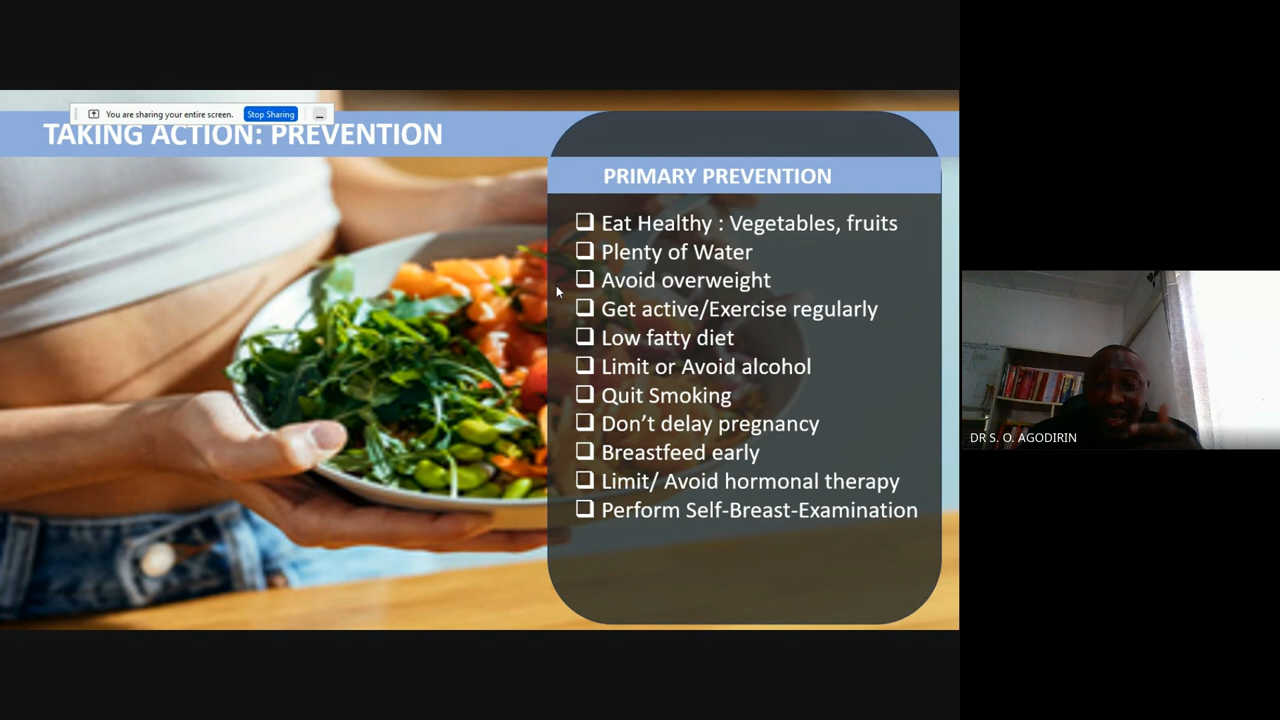 You are sharing your entire screen.
Stop Sharing
TAKING ACTION: PREVENTION
PRIMARY PREVENTION
❑ Eat Healthy : Vegetables, fruits
❑ Plenty of Water
❑ Avoid overweight
❑ Get active/Exercise regularly
❑ Low fatty diet
❑ Limit or Avoid alcohol
❑ Quit Smoking
❑ Don’t delay pregnancy
❑ Breastfeed early
❑ Limit/ Avoid hormonal therapy
❑ Perform Self-Breast-Examination
DR S. O. AGODIRIN